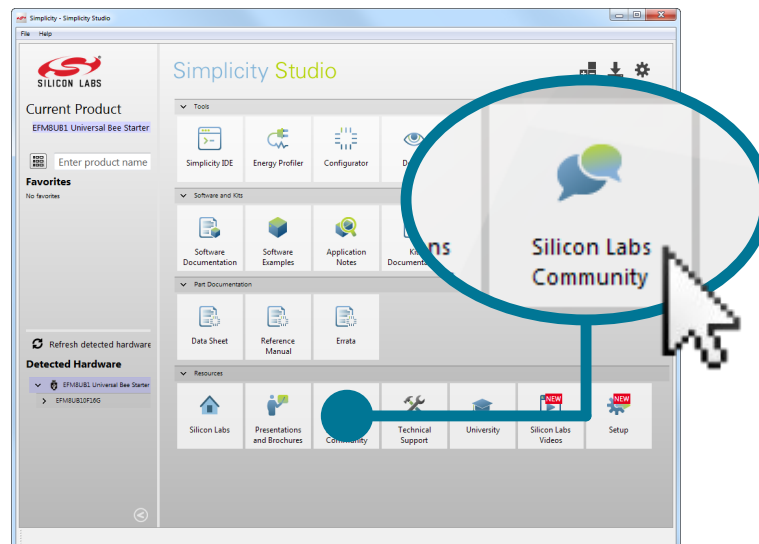 Simplicity - Simplicity Studio
File Help
SILICON LABS
Simplicity Studio
Current Product
EFM8UB1 Universal Bee Starter
Enter product name
Favorites
No favorites
Refresh detected hardware
Detected Hardware
EFM8UB1 Universal Bee Starter
EFM8UB10F16G
Tools
Simplicity IDE
Energy Profiler
Configurator
Software and Kits
Software
Documentation
Software
Examples
Application
Notes
Part Documentation
Data Sheet
Reference
Manual
Errata
Resources
Silicon Labs
Presentations
and Brochures
Community
Technical
Support
University
NEW
Silicon Labs
Videos
NEW
Setup
ns
Silicon Labs
Community